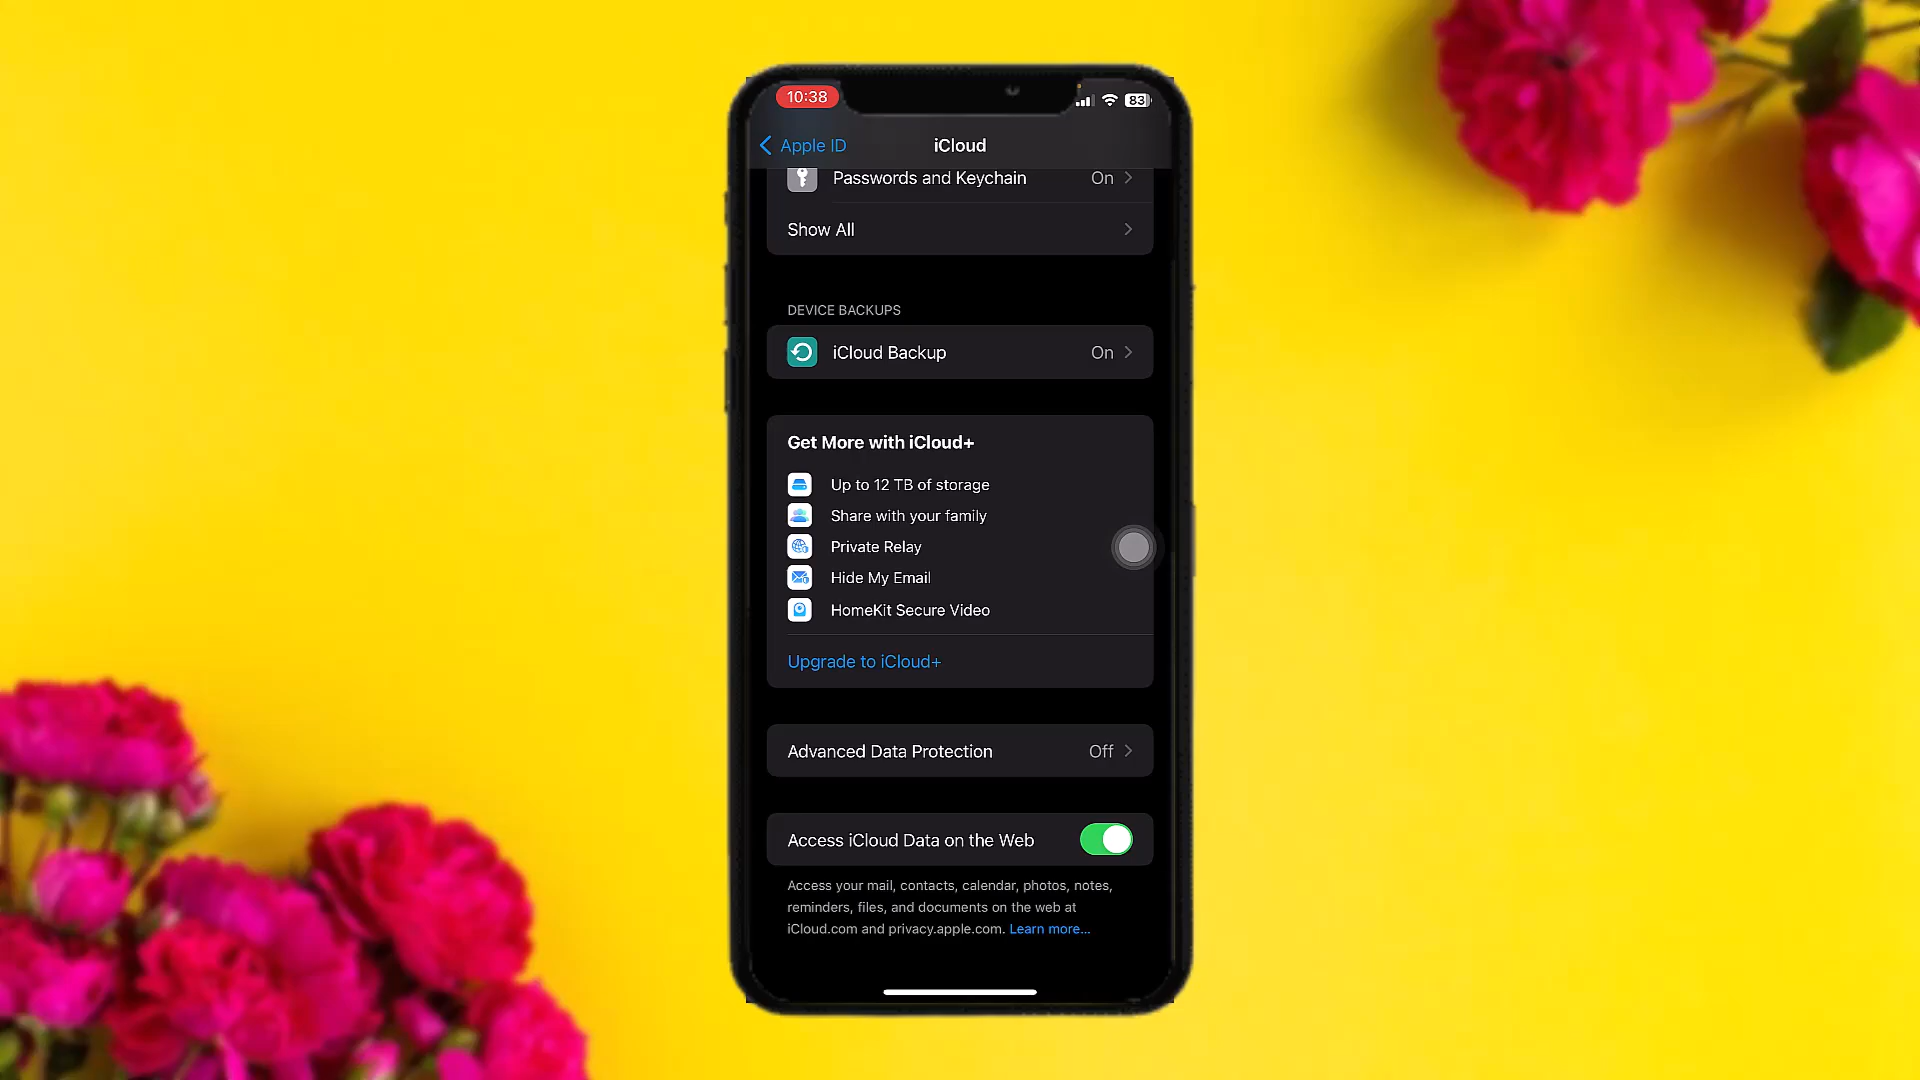 10:38
83
Apple ID
iCloud
Passwords and Keychain
On
Show All
DEVICE BACKUPS
iCloud Backup
On
Get More with iCloud+
Up to 12 TB of storage
Share with your family
Private Relay
Hide My Email
HomeKit Secure Video
Upgrade to iCloud+
Advanced Data Protection
Off
Access iCloud Data on the Web
Access your mail, contacts, calendar, photos, notes,
reminders, files, and documents on the web at
iCloud.com and privacy.apple.com. Learn more...